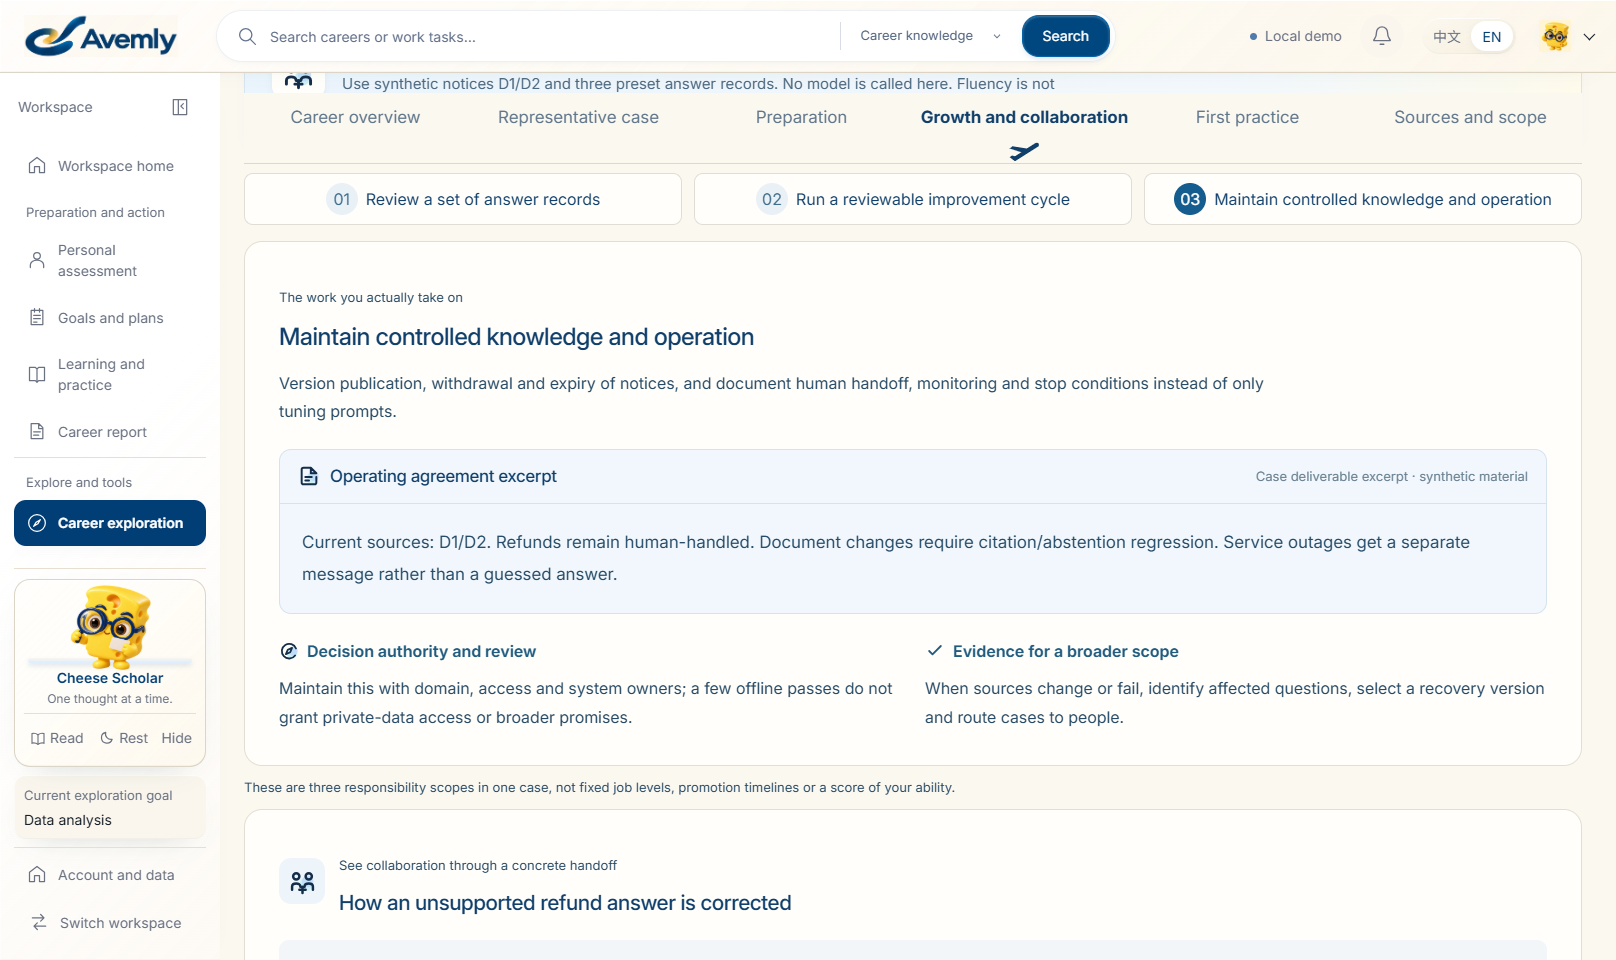 Avemly
Search careers or work tasks...
Career knowledge
Search
Local demo
中文
EN
Workspace
Workspace home
Preparation and action
Personal
assessment
Goals and plans
Learning and
practice
Career report
Explore and tools
Career exploration
Cheese Scholar
One thought at a time.
Read
Rest
Hide
Current exploration goal
Data analysis
Account and data
Switch workspace
Use synthetic notices D1/D2 and three preset answer records. No model is called here. Fluency is not
Career overview
Representative case
Preparation
Growth and collaboration
First practice
Sources and scope
01 Review a set of answer records
02 Run a reviewable improvement cycle
03 Maintain controlled knowledge and operation
The work you actually take on
Maintain controlled knowledge and operation
Version publication, withdrawal and expiry of notices, and document human handoff, monitoring and stop conditions instead of only
tuning prompts.
Operating agreement excerpt
Case deliverable excerpt · synthetic material
Current sources: D1/D2. Refunds remain human-handled. Document changes require citation/abstention regression. Service outages get a separate
message rather than a guessed answer.
Decision authority and review
Maintain this with domain, access and system owners; a few offline passes do not
grant private-data access or broader promises.
Evidence for a broader scope
When sources change or fail, identify affected questions, select a recovery version
and route cases to people.
These are three responsibility scopes in one case, not fixed job levels, promotion timelines or a score of your ability.
See collaboration through a concrete handoff
How an unsupported refund answer is corrected